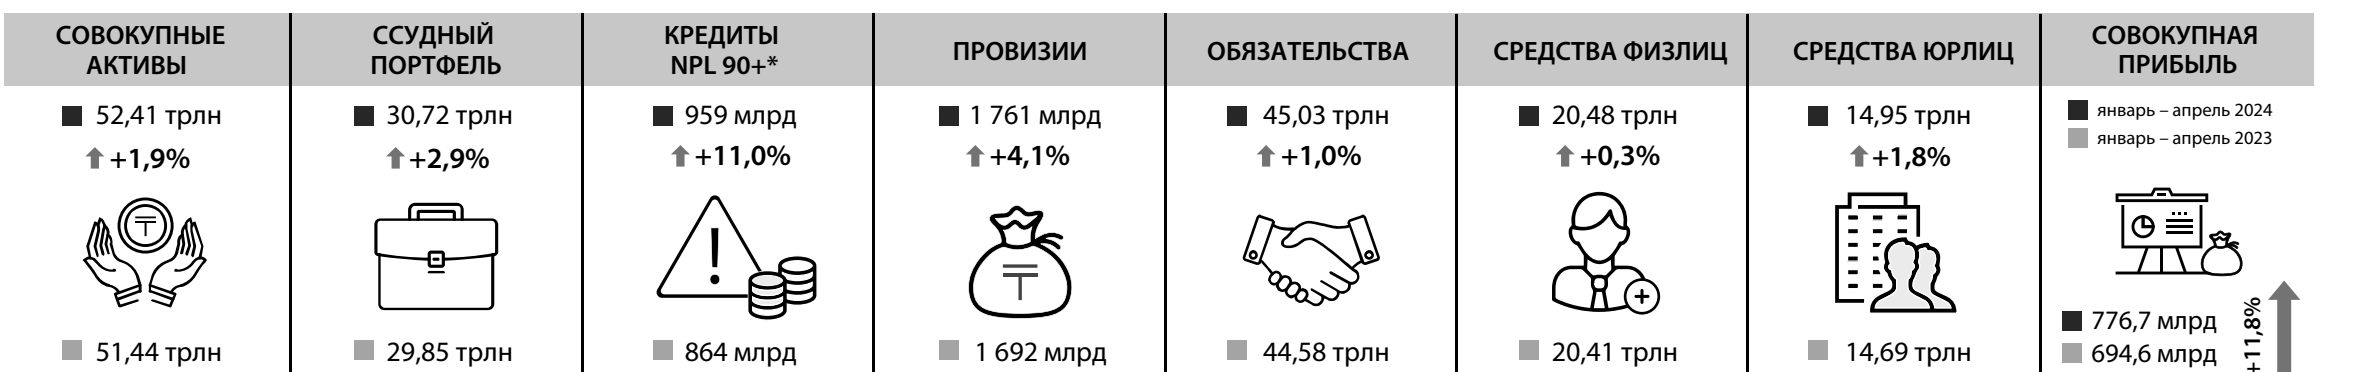 СОВОКУПНЫЕ
АКТИВЫ
52,41 трлн
+1,9%
51,44 трлн
ССУДНЫЙ
ПОРТФЕЛЬ
30,72 трлн
+2,9%
29,85 трлн
КРЕДИТЫ
NPL 90+*
959 млрд
+11,0%
864 млрд
ПРОВИЗИИ
1 761 млрд
+4,1%
1 692 млрд
ОБЯЗАТЕЛЬСТВА
45,03 трлн
+1,0%
44,58 трлн
СРЕДСТВА ФИЗЛИЦ
20,48 трлн
+0,3%
20,41 трлн
СРЕДСТВА ЮРЛИЦ
14,95 трлн
+1,8%
14,69 трлн
СОВОКУПНАЯ
ПРИБЫЛЬ
январь – апрель 2024
январь – апрель 2023
776,7 млрд
694,6 млрд
+11,8%